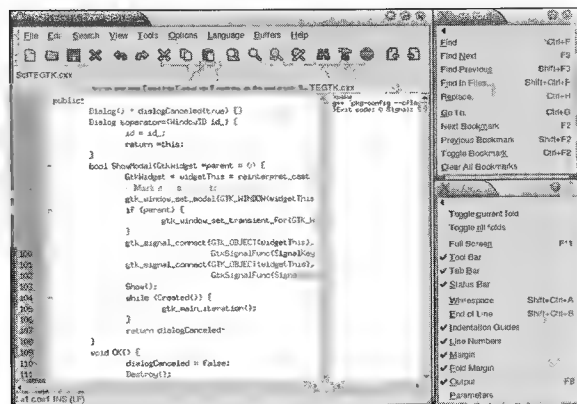 File Edit Search View Tools Options Language Buffers Help
SciTEGTK.cxx
TEGTK.cxx
public:
Dialog() : dialogCanceled(true) {}
Dialog &operator=(WindowID id_) {
id = id_;
return *this;
}
bool ShowModal(GtkWidget *parent = 0) {
GtkWidget * widgetThis = reinterpret_cast
gtk_window_set_modal(GTK_WINDOW(widgetThis
if (parent) {
gtk_window_set_transient_for(GTK_W
}
100 gtk_signal_connect(GTK_OBJECT(widgetThis),
101 GtkSignalFunc(SignalKey
102 gtk_signal_connect(GTK_OBJECT(widgetThis),
103 GtkSignalFunc(Signa
104 Show();
105 while (Created()) {
106 gtk_main_iteration();
107 }
108 return dialogCanceled
109 }
110 void OK() {
111 dialogCanceled = false;
Destroy();
INS (LF)
>Exit code: 0
Find Ctrl+F
Find Next F3
Find Previous Shift+F3
Find in Files... Shift+Ctrl+F
Replace. Ctrl+H
Go to. Ctrl+G
Next Bookmark F2
Previous Bookmark Shift+F2
Toggle Bookmark Ctrl+F2
Clear All Bookmarks
Toggle current fold
Toggle all folds
Full Screen F11
Tool Bar
Tab Bar
Status Bar
Whitespace Shift+Ctrl+A
End of Line Shift+Ctrl+B
Indentation Guides
Line Numbers
Margin
Fold Margin
Output F8
Parameters